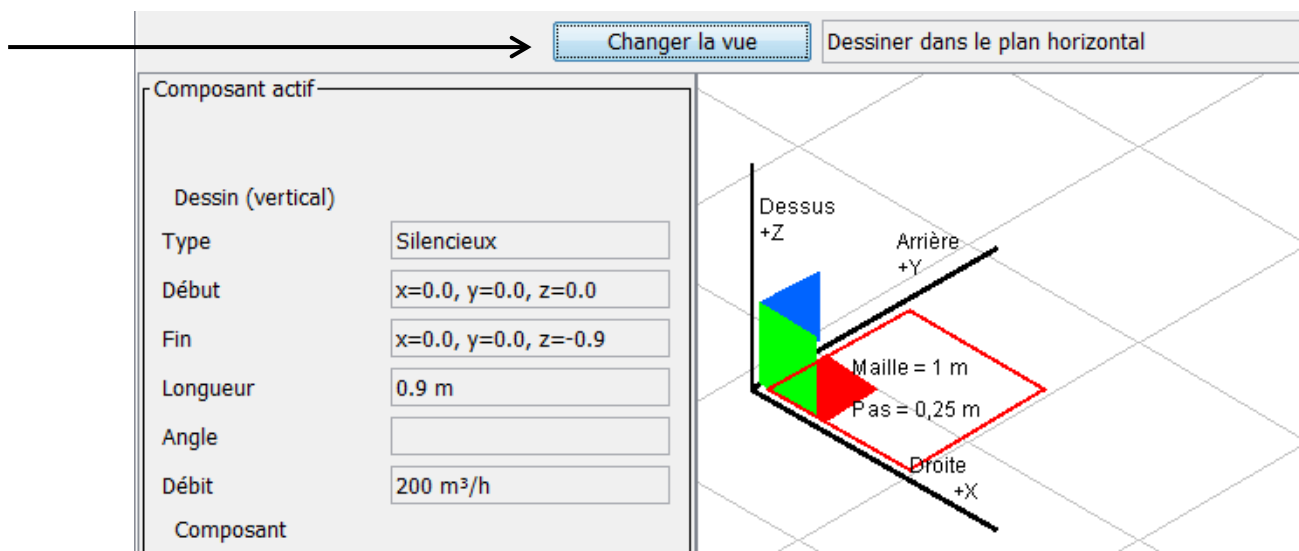 Changer la vue
Dessiner dans le plan horizontal
Composant actif
Dessin (vertical)
Type
Silencieux
Début
x=0.0, y=0.0, z=0.0
Fin
x=0.0, y=0.0, z=-0.9
Longueur
0.9 m
Angle
Débit
200 m³/h
Composant
Dessus
+Z
Arrière
+Y
Maille = 1 m
Pas = 0,25 m
Droite
+X